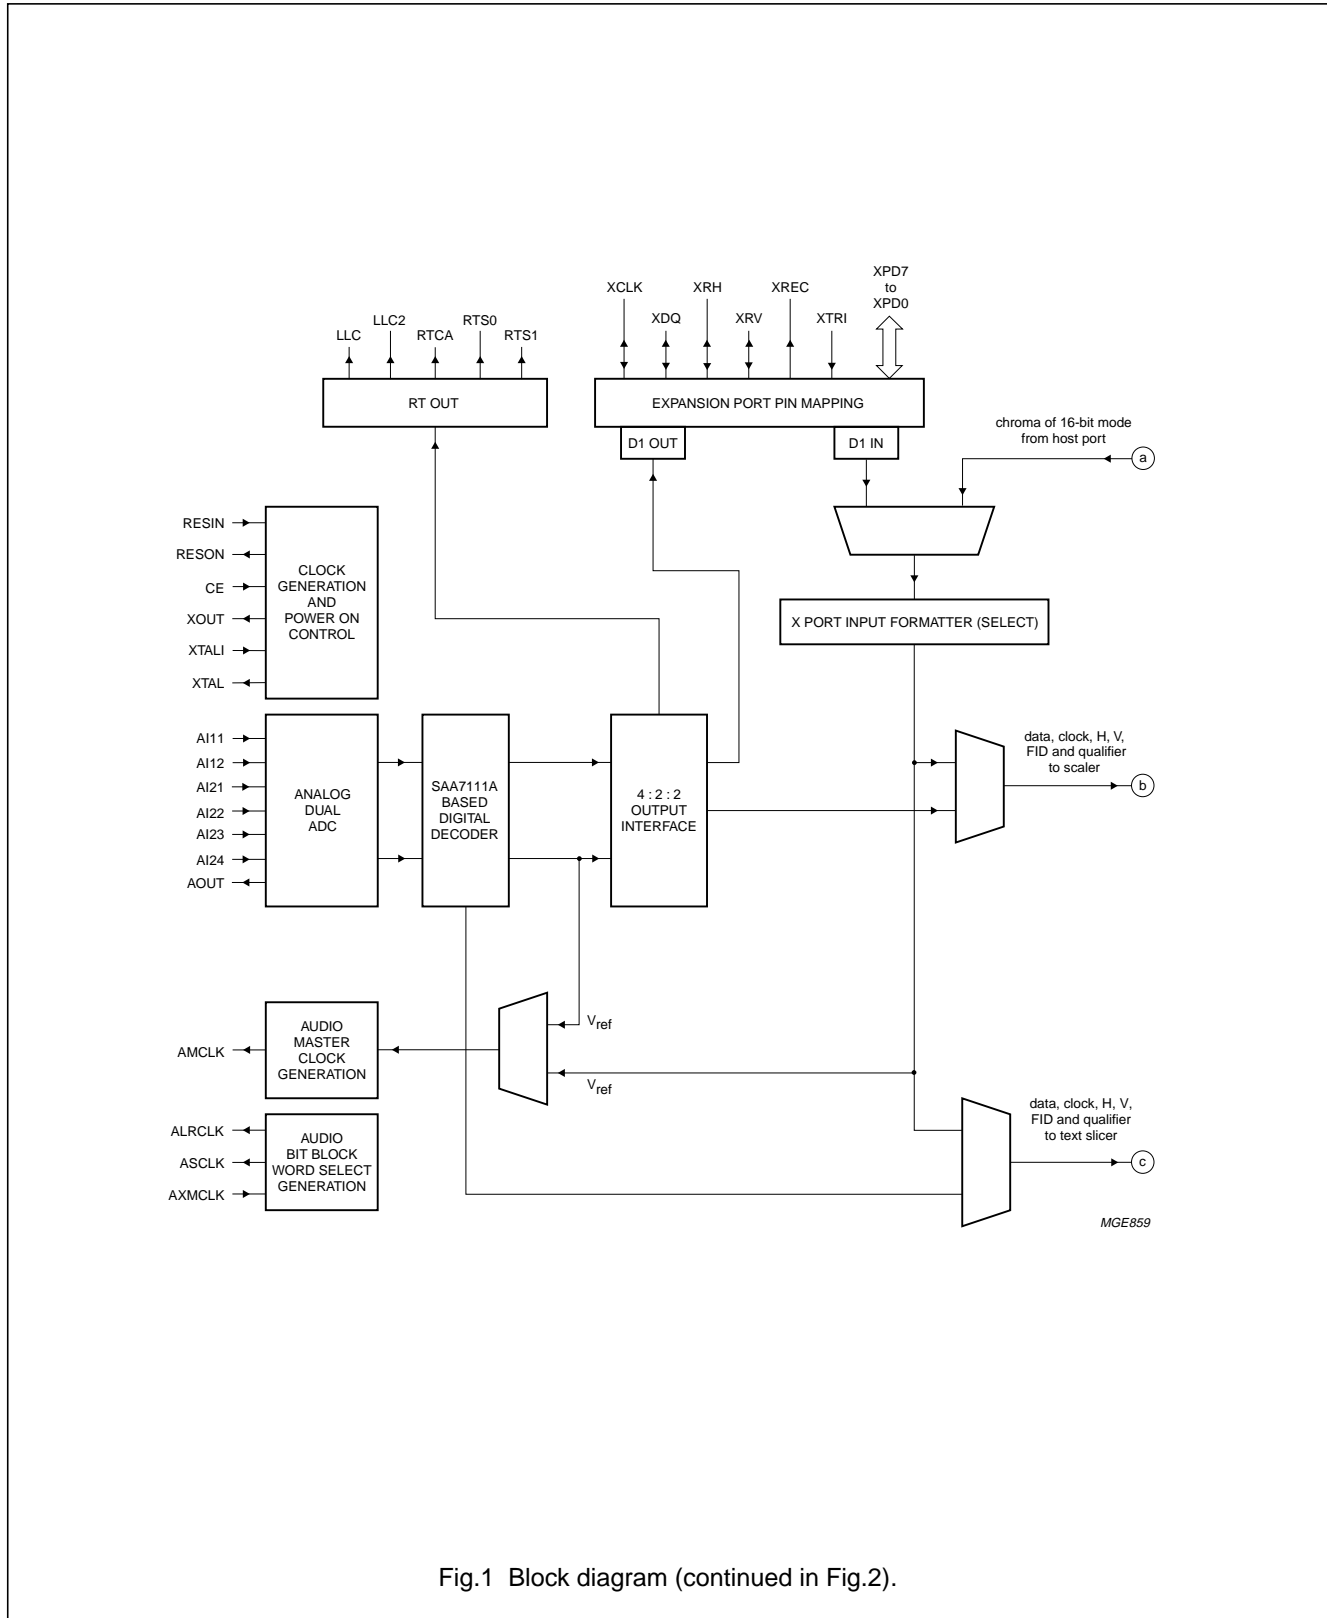 XPD7
to
XPD0
XCLK
XRH
XREC
XDQ
XRV
XTRI
LLC
LLC2
RTCA
RTS0
RTS1
RT OUT
EXPANSION PORT PIN MAPPING
D1 OUT
D1 IN
chroma of 16-bit mode
from host port
a
RESIN
RESON
CE
XOUT
XTALI
XTAL
CLOCK
GENERATION
AND
POWER ON
CONTROL
X PORT INPUT FORMATTER (SELECT)
AI11
AI12
AI21
AI22
AI23
AI24
AOUT
ANALOG
DUAL
ADC
SAA7111A
BASED
DIGITAL
DECODER
4 : 2 : 2
OUTPUT
INTERFACE
data, clock, H, V,
FID and qualifier
to scaler
b
Vref
Vref
AMCLK
AUDIO
MASTER
CLOCK
GENERATION
ALRCLK
ASCLK
AXMCLK
AUDIO
BIT BLOCK
WORD SELECT
GENERATION
data, clock, H, V,
FID and qualifier
to text slicer
c
MGE859
Fig.1 Block diagram (continued in Fig.2).